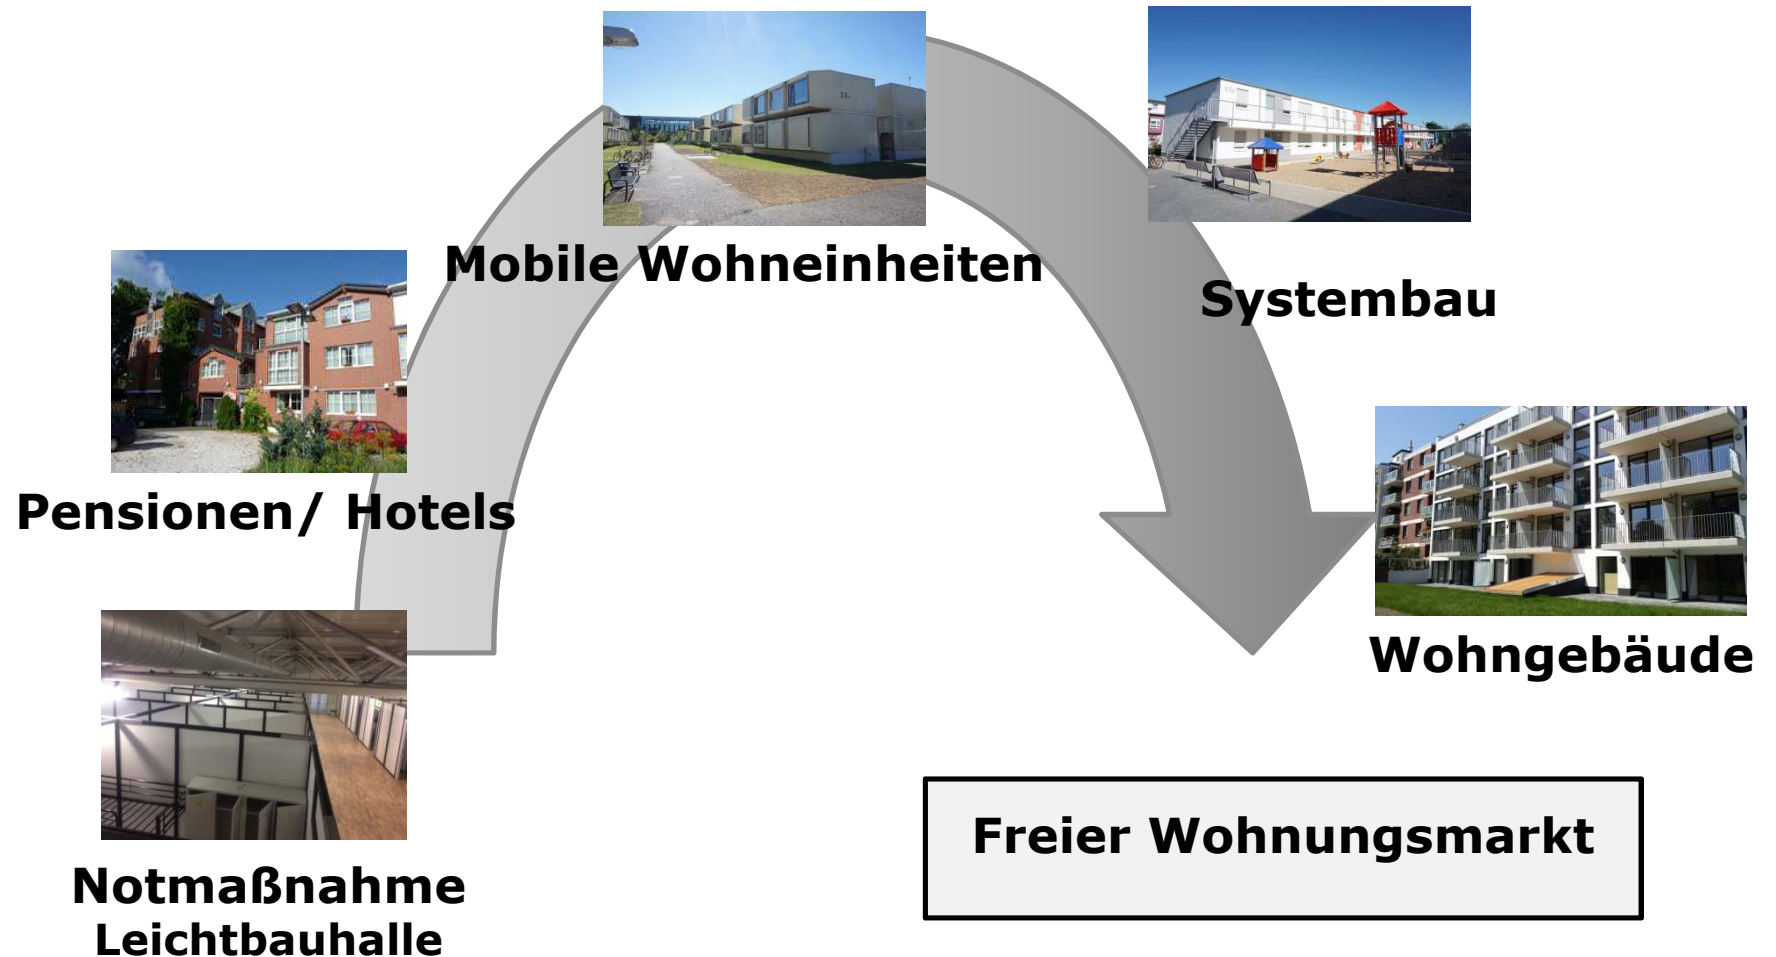 Mobile Wohneinheiten
Systembau
Pensionen/ Hotels
Wohngebäude
Freier Wohnungsmarkt
Notmaßnahme
Leichtbauhalle